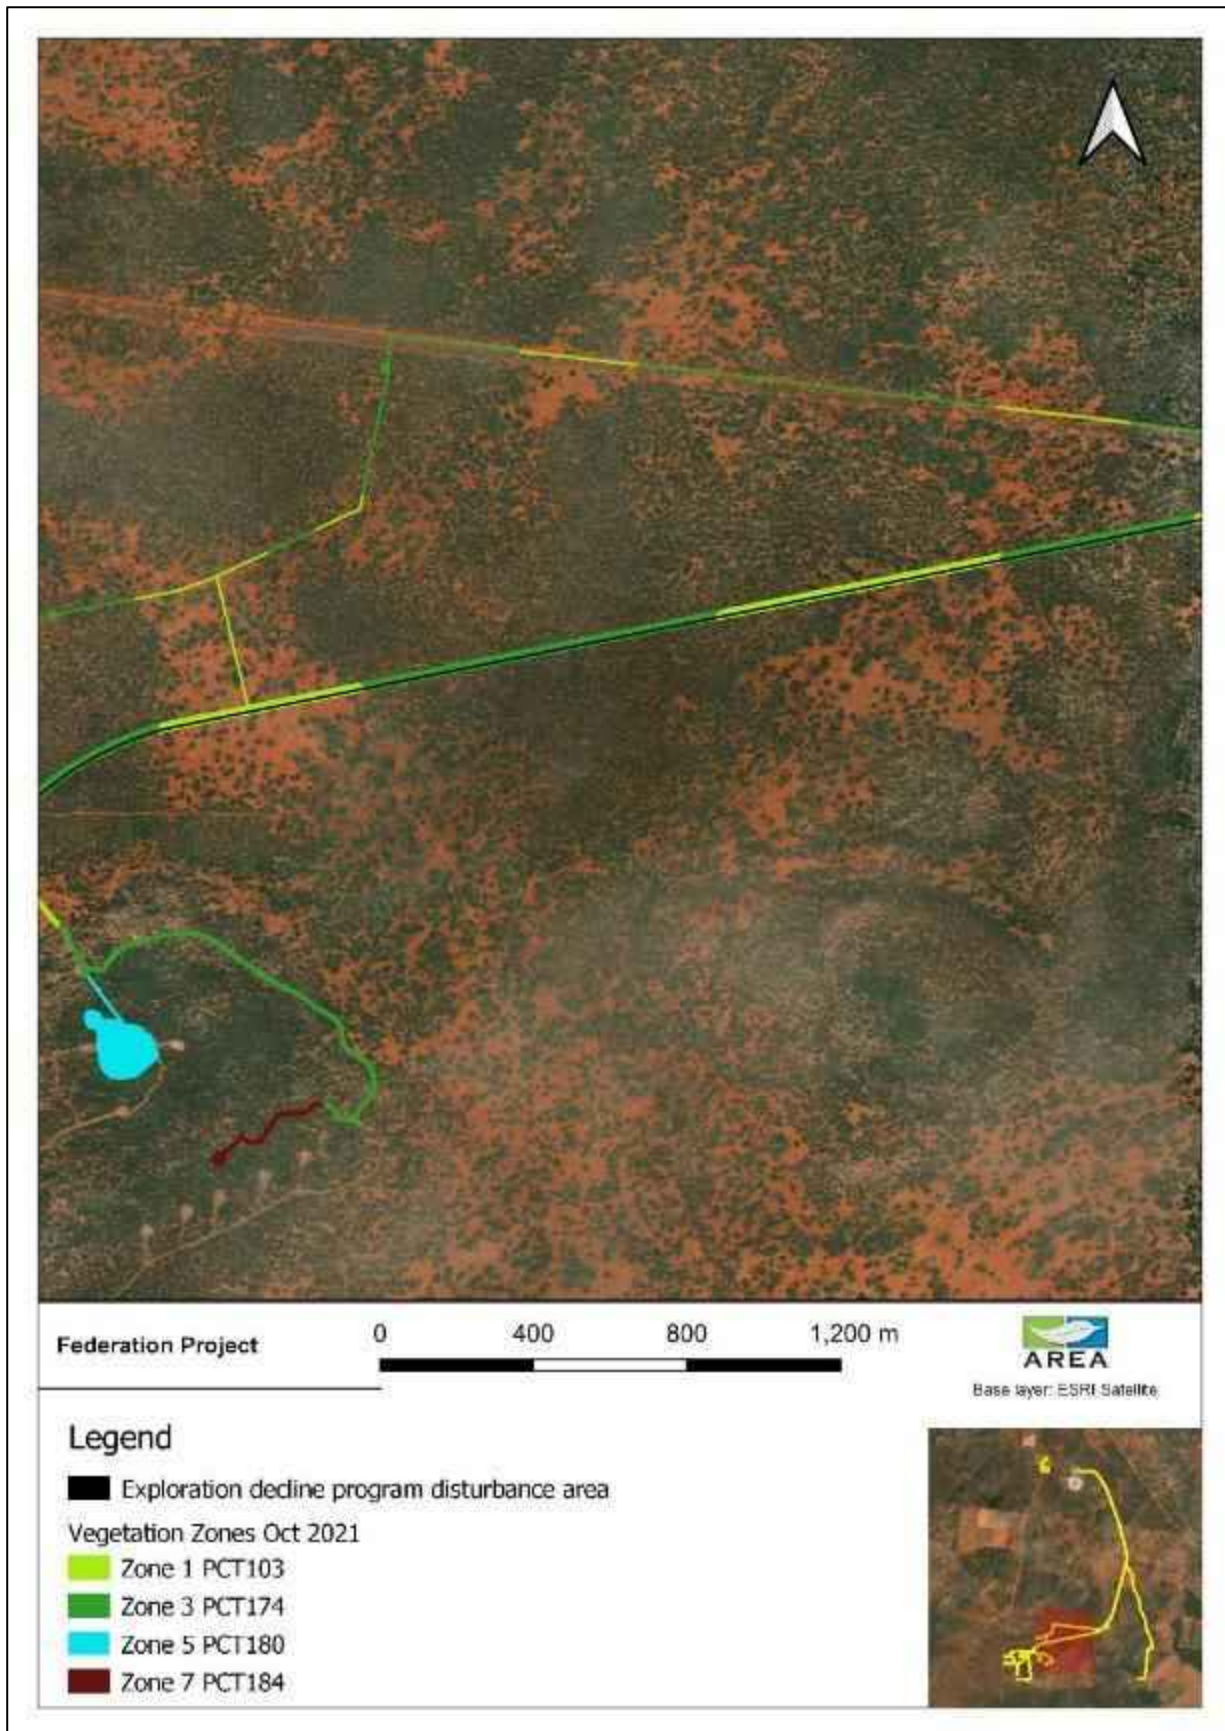 Federation Project
0 400 800 1,200 m
AREA
Base layer: ESRI Satellite
Legend
Exploration decline program disturbance area
Vegetation Zones Oct 2021
Zone 1 PCT103
Zone 3 PCT174
Zone 5 PCT180
Zone 7 PCT184